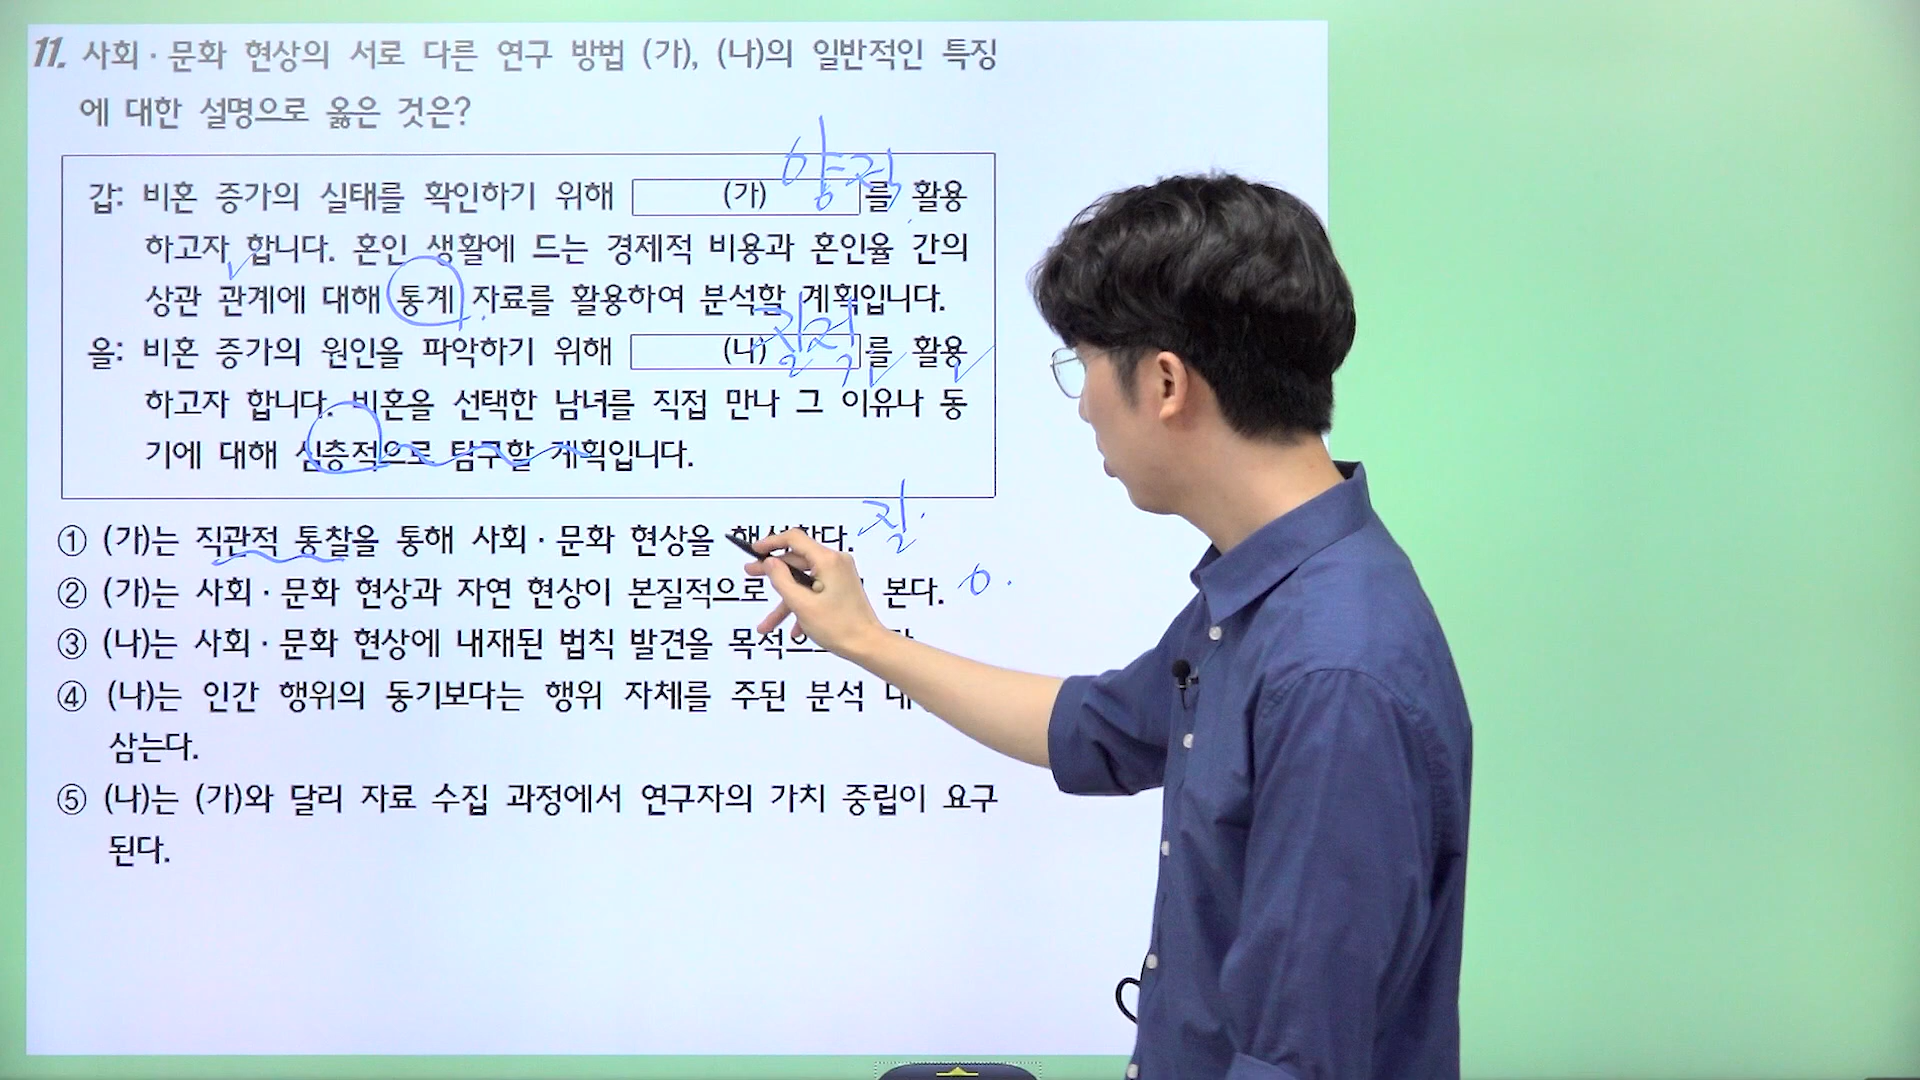 11. 사회·문화 현상의 서로 다른 연구 방법 (가), (나)의 일반적인 특징
에 대한 설명으로 옳은 것은?
갑: 비혼 증가의 실태를 확인하기 위해 (가) 양적 를 활용
하고자 합니다. 혼인 생활에 드는 경제적 비용과 혼인율 간의
상관 관계에 대해 통계 자료를 활용하여 분석할 계획입니다.
을: 비혼 증가의 원인을 파악하기 위해 (나) 질적 를 활용
하고자 합니다. 비혼을 선택한 남녀를 직접 만나 그 이유나 동
기에 대해 심층적으로 탐구할 계획입니다.
① (가)는 직관적 통찰을 통해 사회·문화 현상을 질.
② (가)는 사회·문화 현상과 자연 현상이 본질적으로 본다.
③ (나)는 사회·문화 현상에 내재된 법칙 발견을
④ (나)는 인간 행위의 동기보다는 행위 자체를 주된 분석
삼는다.
⑤ (나)는 (가)와 달리 자료 수집 과정에서 연구자의 가치 중립이 요구
된다.